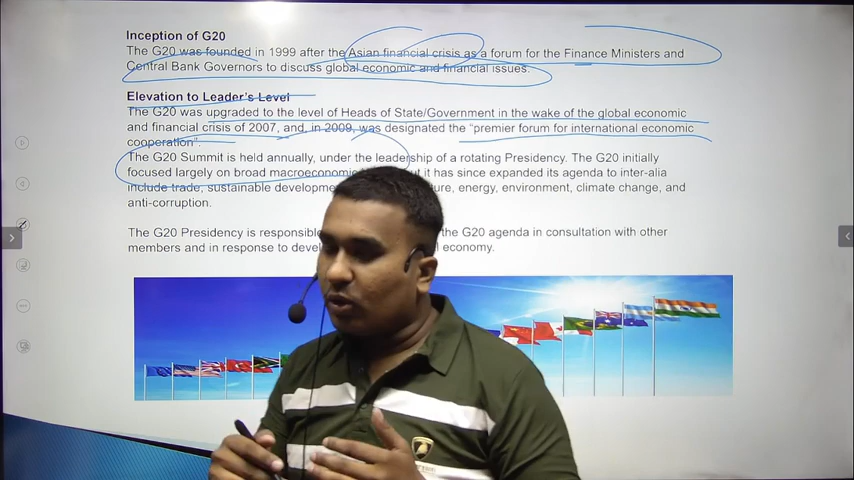 Inception of G20
The G20 was founded in 1999 after the Asian financial crisis as a forum for the Finance Ministers and
Central Bank Governors to discuss global economic and financial issues.
Elevation to Leader's Level
The G20 was upgraded to the level of Heads of State/Government in the wake of the global economic
and financial crisis of 2007, and, in 2009, was designated the "premier forum for international economic
cooperation".
The G20 Summit is held annually, under the leadership of a rotating Presidency. The G20 initially
focused largely on broad macroeconomic it has since expanded its agenda to inter-alia
include trade, sustainable energy, environment, climate change, and
anti-corruption.
The G20 Presidency is responsible the G20 agenda in consultation with other
members and in response to economy.